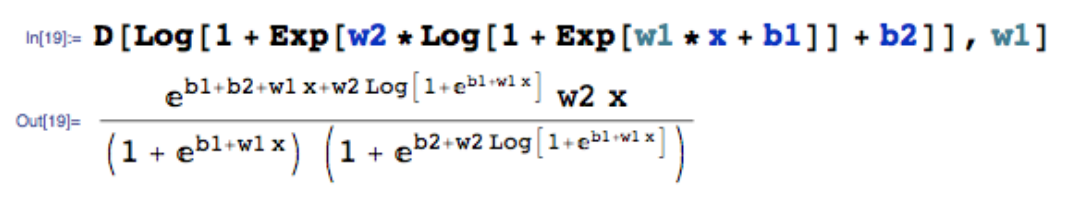 In[19]:= D[Log[1 + Exp[w2 * Log[1 + Exp[w1 * x + b1]] + b2]], w1]
e^(b1+b2+w1 x+w2 Log[1+e^(b1+w1 x)]) w2 x
Out[19]=
(1 + e^(b1+w1 x)) (1 + e^(b2+w2 Log[1+e^(b1+w1 x)]))